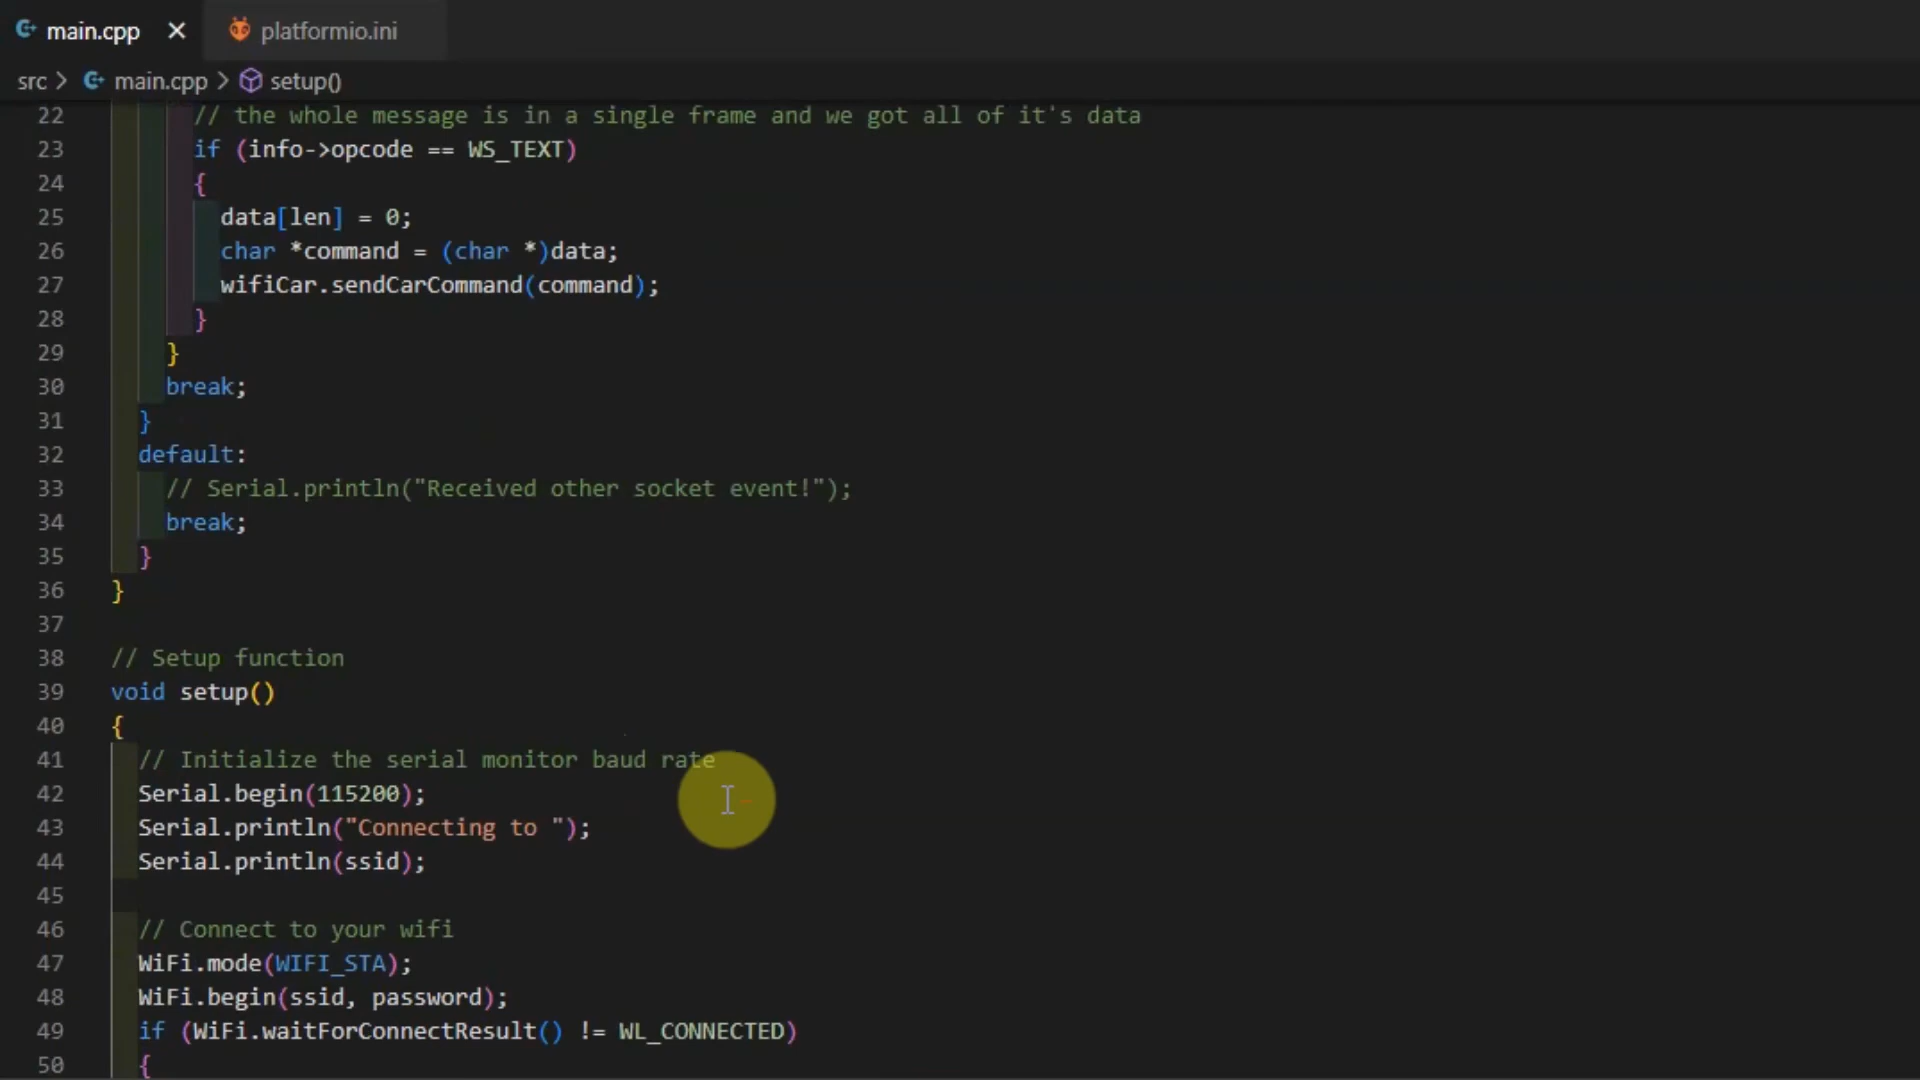 main.cpp platformio.ini
src > main.cpp > setup()
22 // the whole message is in a single frame and we got all of it's data
23 if (info->opcode == WS_TEXT)
24 {
25 data[len] = 0;
26 char *command = (char *)data;
27 wifiCar.sendCarCommand(command);
28 }
29 }
30 break;
31 }
32 default:
33 // Serial.println("Received other socket event!");
34 break;
35 }
36 }
37
38 // Setup function
39 void setup()
40 {
41 // Initialize the serial monitor baud rate
42 Serial.begin(115200);
43 Serial.println("Connecting to ");
44 Serial.println(ssid);
45
46 // Connect to your wifi
47 WiFi.mode(WIFI_STA);
48 WiFi.begin(ssid, password);
49 if (WiFi.waitForConnectResult() != WL_CONNECTED)
50 {